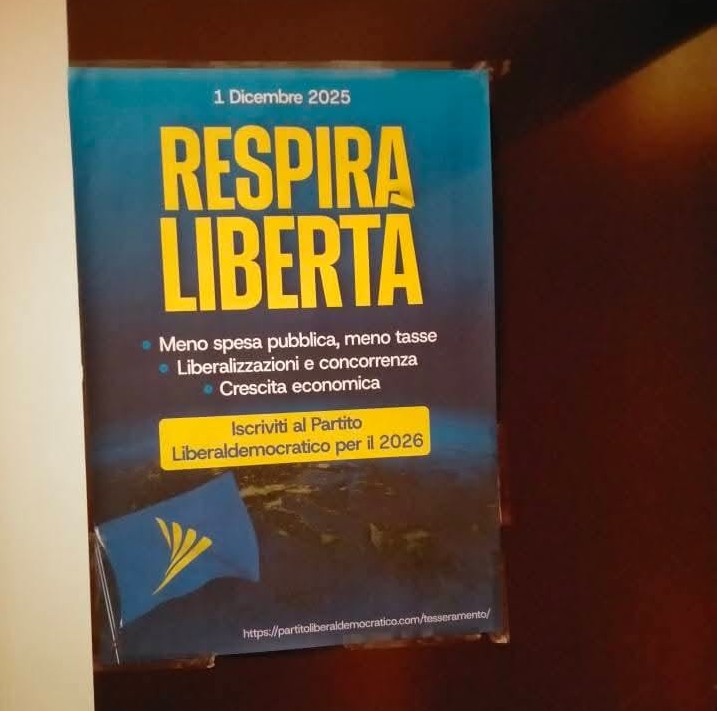 1 Dicembre 2025
RESPIRA
LIBERTÀ
Meno spesa pubblica, meno tasse
Liberalizzazioni e concorrenza
Crescita economica
Iscriviti al Partito
Liberaldemocratico per il 2026
https://partitoliberaldemocratico.com/tesseramento/